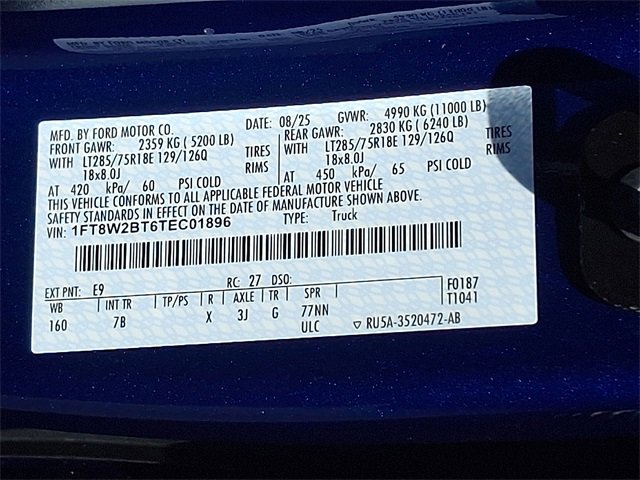 MFD. BY FORD MOTOR CO.
DATE: 08/25 GVWR: 4990 KG (11000 LB)
FRONT GAWR: 2359 KG ( 5200 LB) REAR GAWR: 2830 KG ( 6240 LB)
WITH LT285/75R18E 129/126Q TIRES WITH LT285/75R18E 129/126Q TIRES
18x8.0J RIMS 18x8.0J RIMS
AT 420 kPa/ 60 PSI COLD AT 450 kPa/ 65 PSI COLD
THIS VEHICLE CONFORMS TO ALL APPLICABLE FEDERAL MOTOR VEHICLE
SAFETY STANDARDS IN EFFECT ON THE DATE OF MANUFACTURE SHOWN ABOVE.
VIN: 1FT8W2BT6TEC01896 TYPE: Truck
EXT PNT: E9 RC: 27 DSO: F0187
WB INT TR TP/PS R AXLE TR SPR T1041
160 7B X 3J G 77NN
ULC ▽ RU5A-3520472-AB